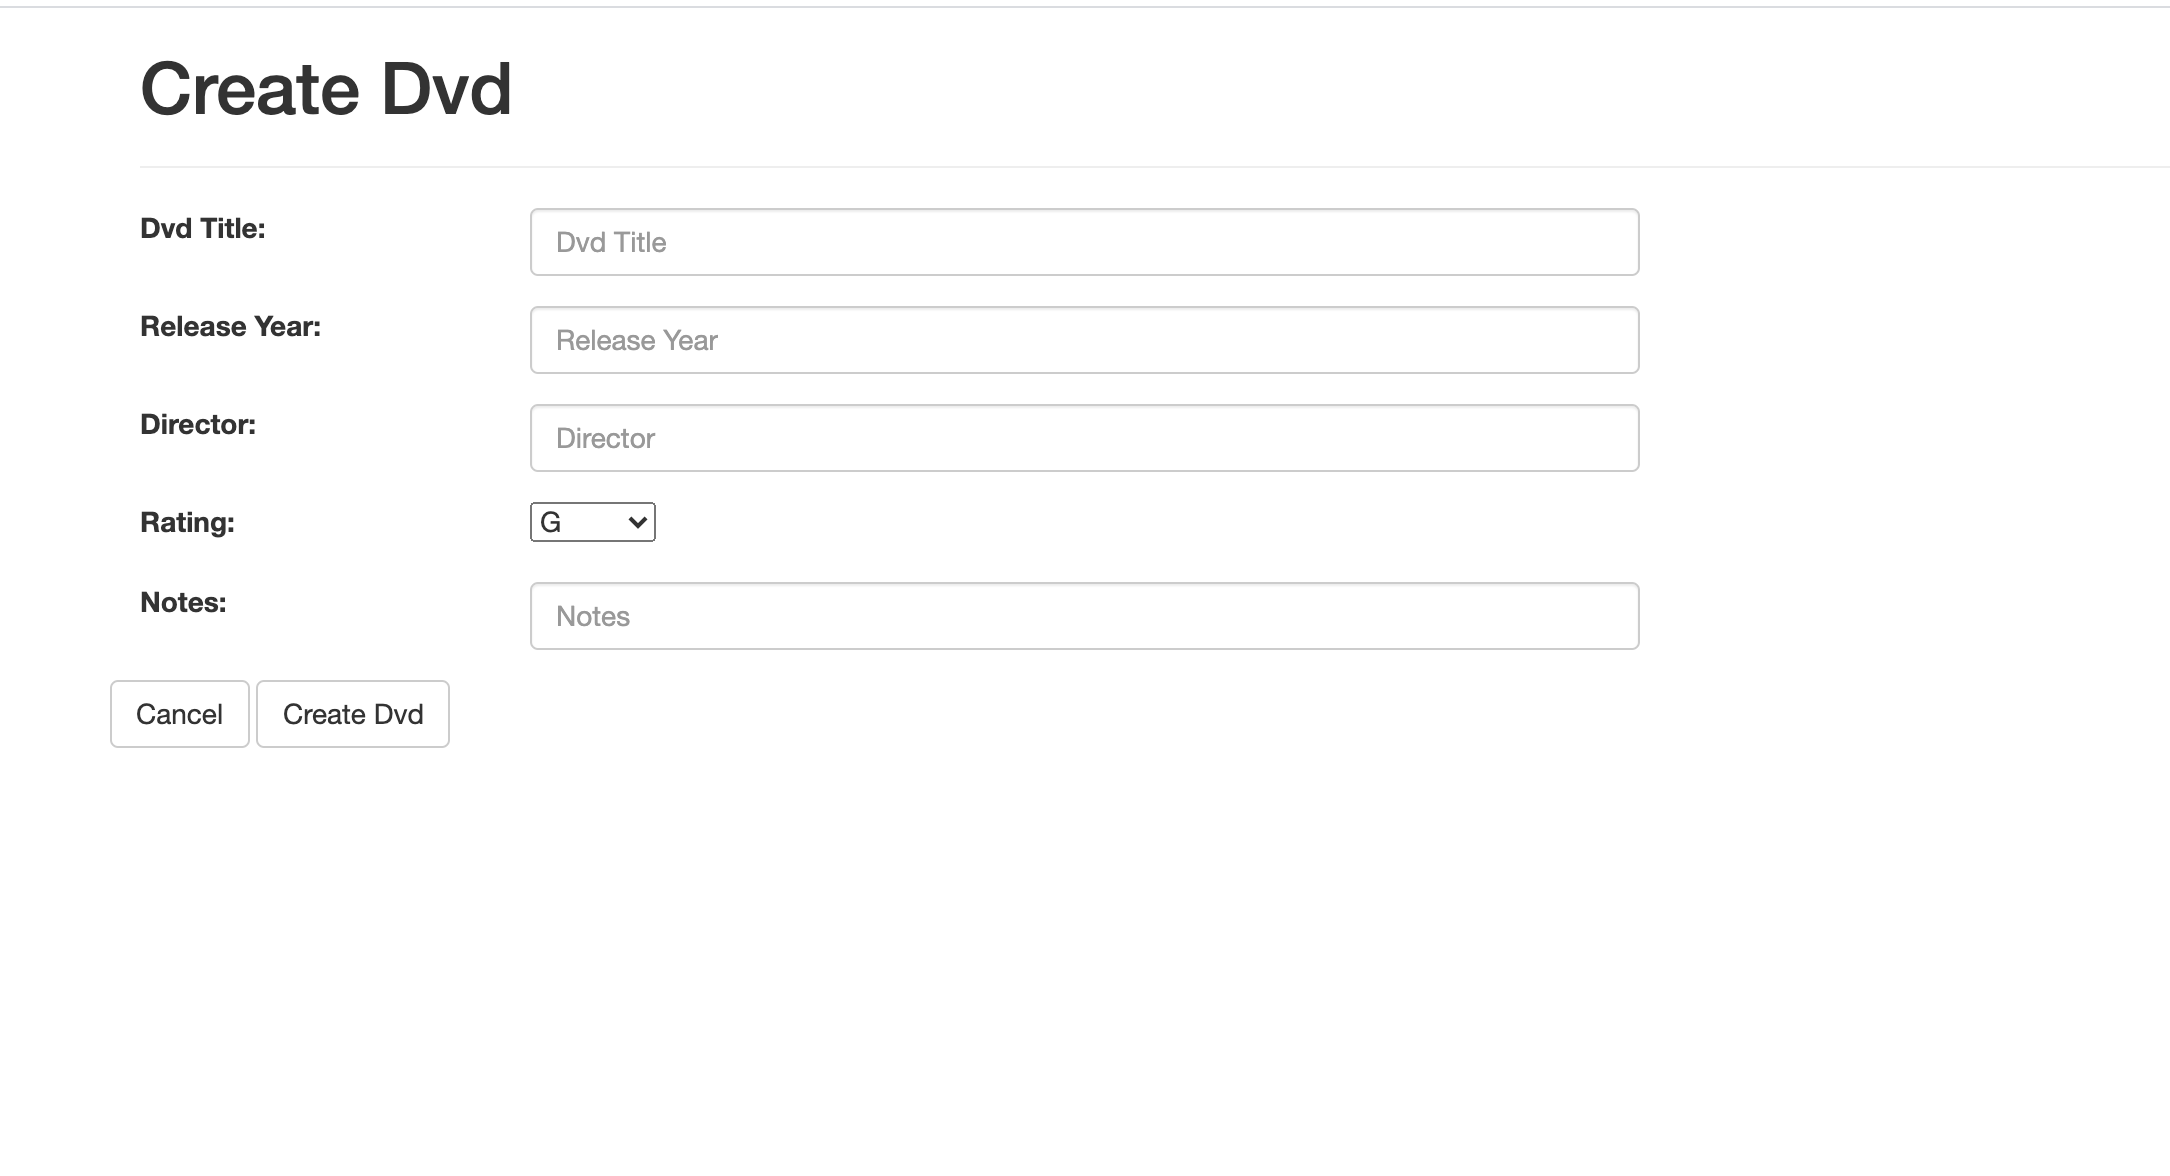 Create Dvd
Dvd Title:
Dvd Title
Release Year:
Release Year
Director:
Director
Rating:
G
Notes:
Notes
Cancel
Create Dvd